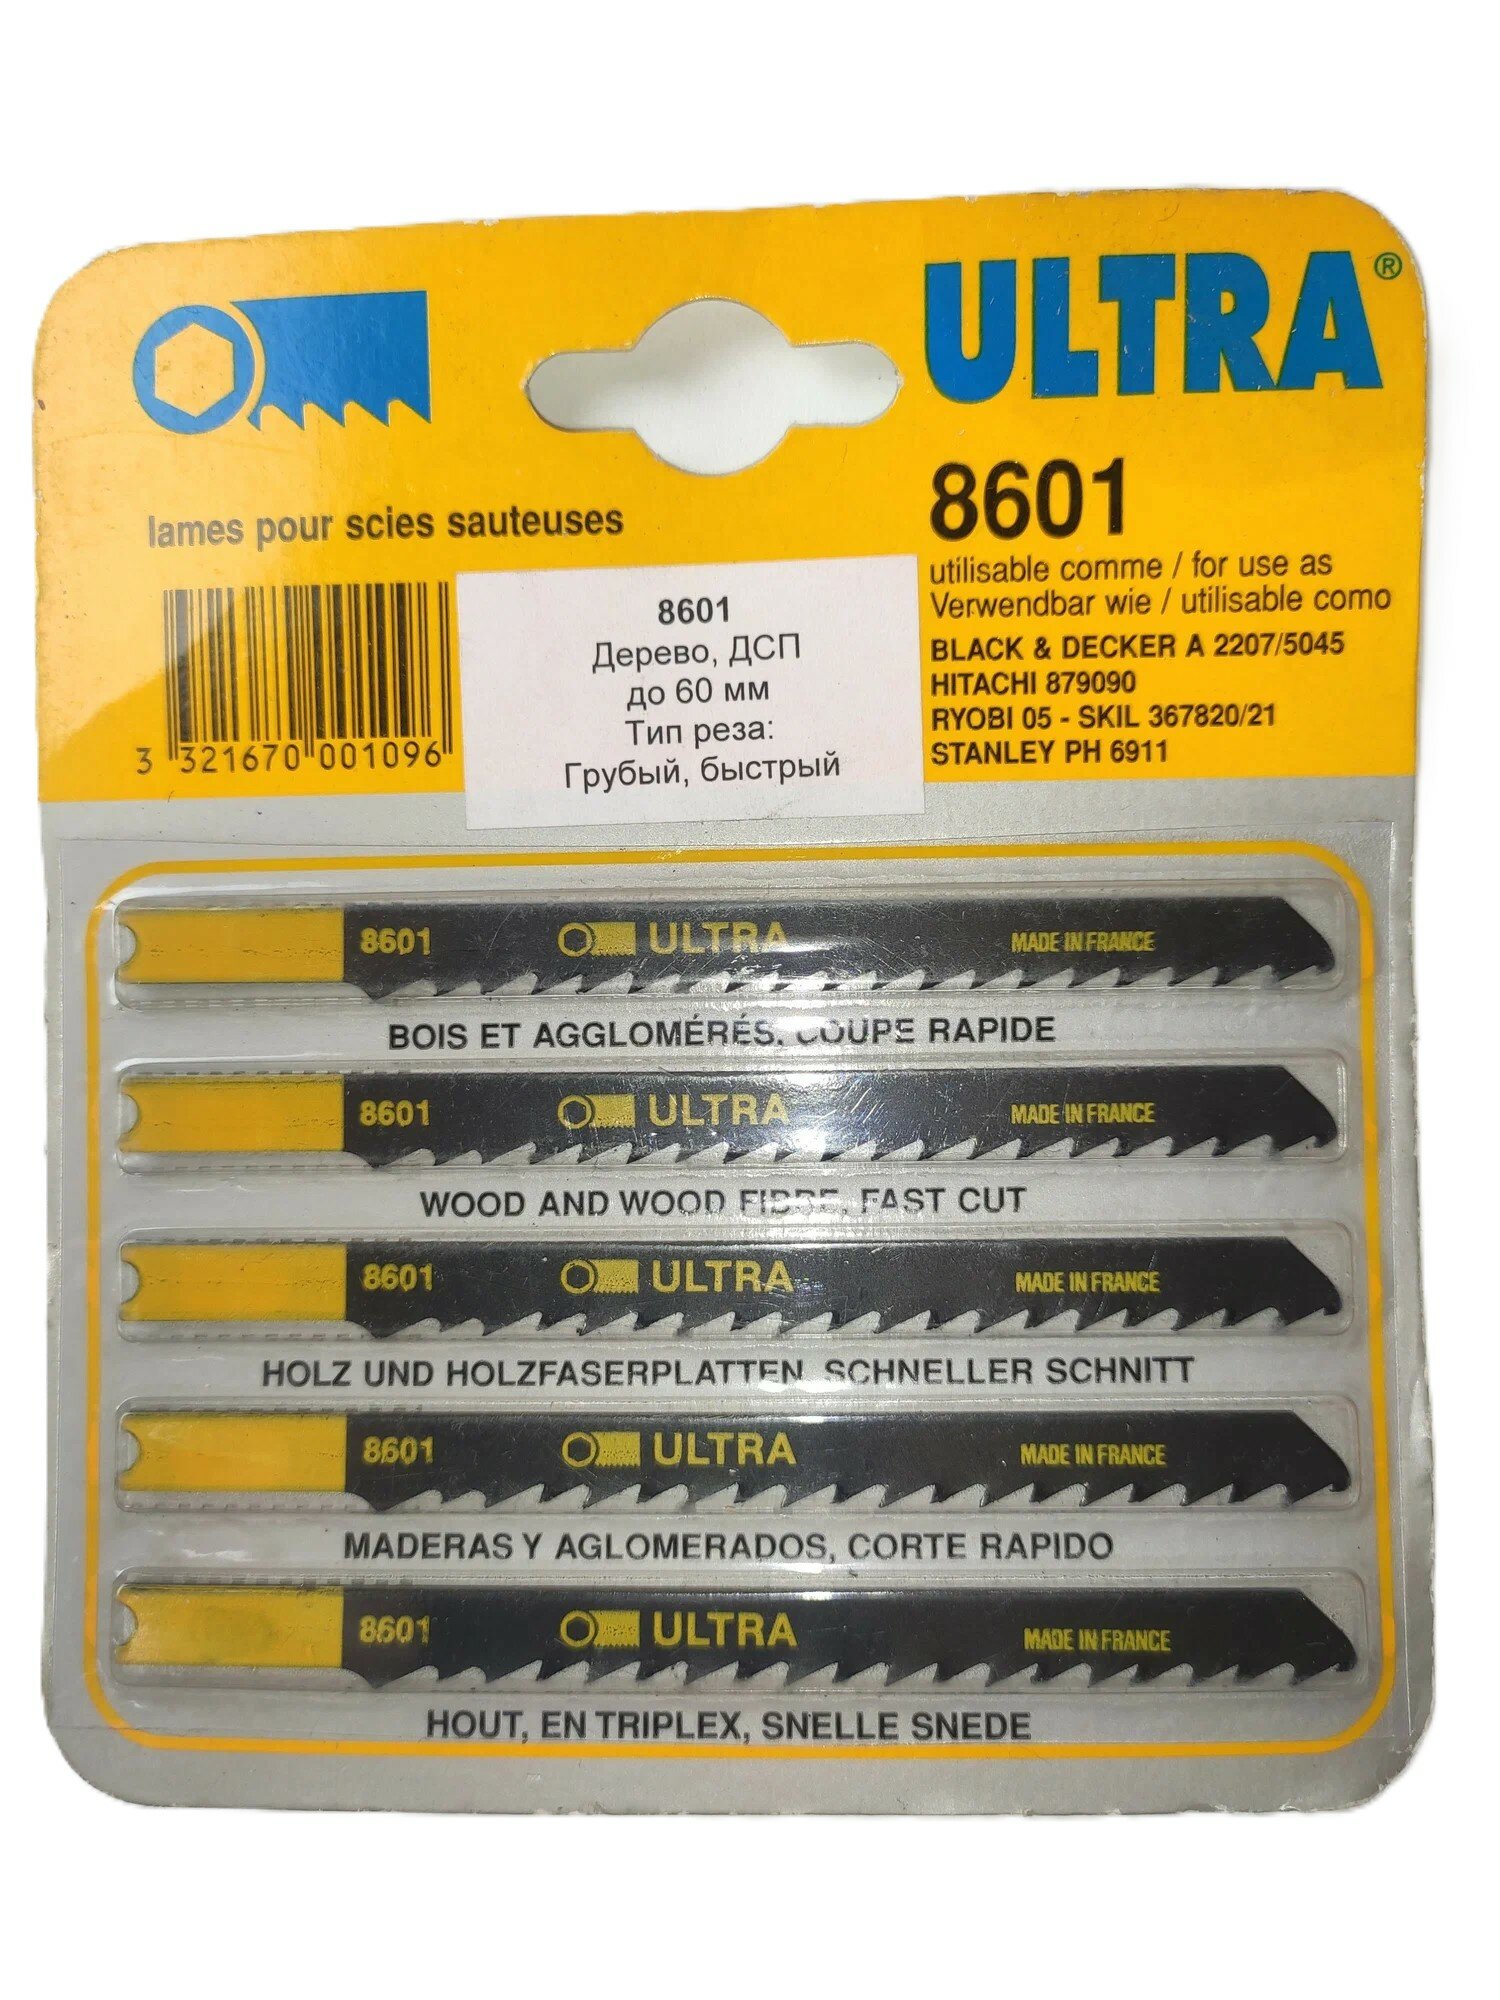 ULTRA®
8601
lames pour scies sauteuses
utilisable comme / for use as
Verwendbar wie / utilisable como
BLACK & DECKER A 2207/5045
HITACHI 879090
RYOBI 05 - SKIL 367820/21
STANLEY PH 6911
3 321670 001096
8601
Дерево, ДСП
до 60 мм
Тип реза:
Грубый, быстрый
8601 ULTRA MADE IN FRANCE
BOIS ET AGGLOMÉRÉS, COUPE RAPIDE
8601 ULTRA MADE IN FRANCE
WOOD AND WOOD FIBRE, FAST CUT
8601 ULTRA MADE IN FRANCE
HOLZ UND HOLZFASERPLATTEN, SCHNELLER SCHNITT
8601 ULTRA MADE IN FRANCE
MADERAS Y AGLOMERADOS, CORTE RAPIDO
8601 ULTRA MADE IN FRANCE
HOUT, EN TRIPLEX, SNELLE SNEDE